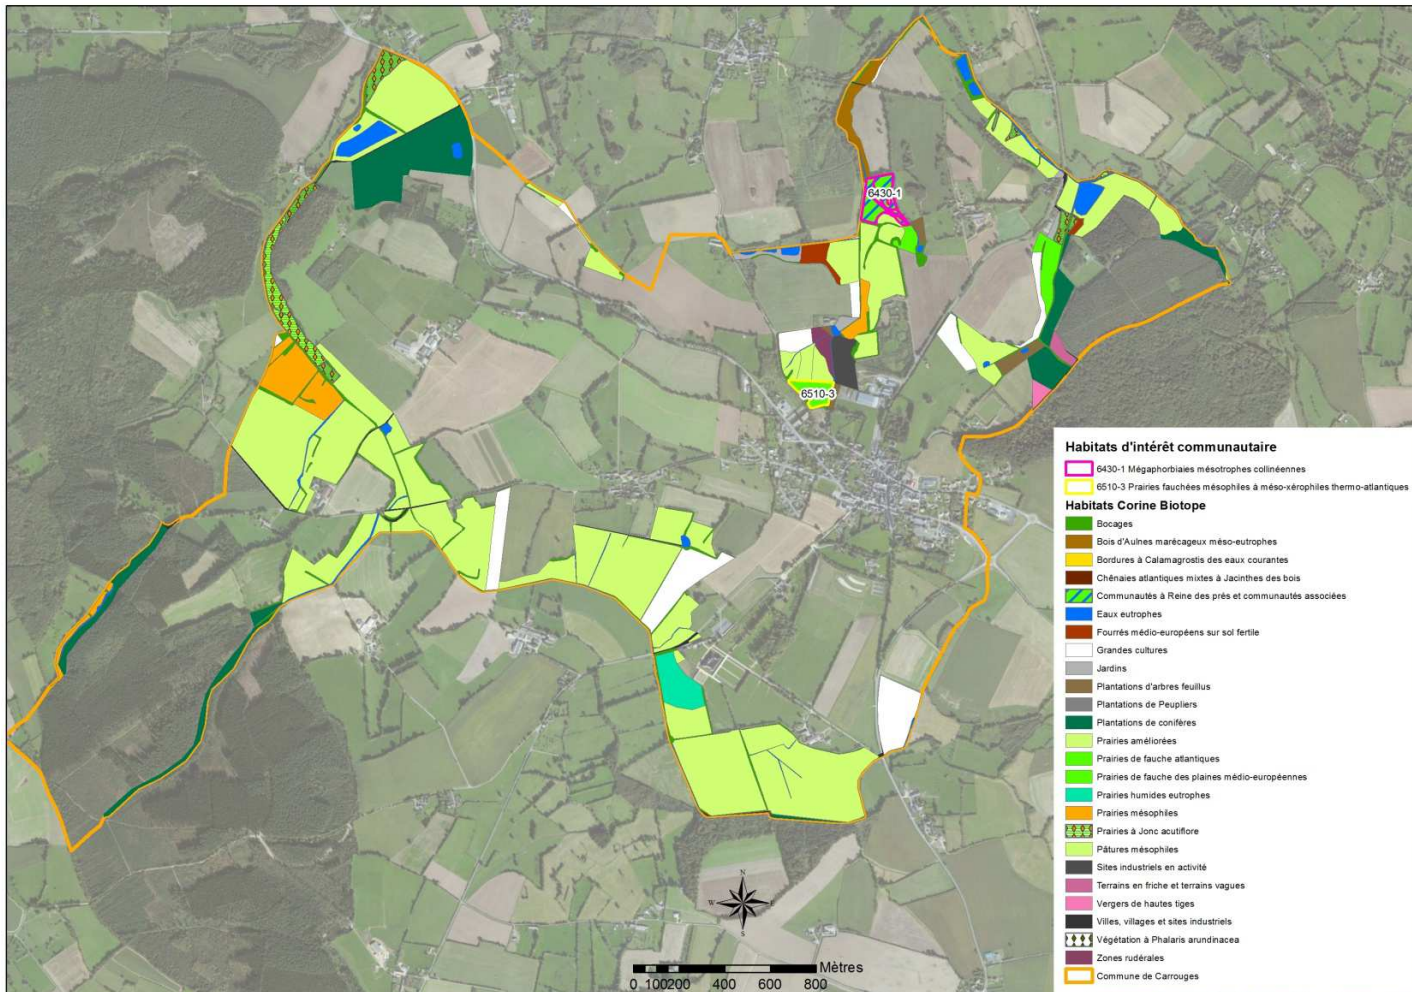 6430-1
6510-3
Habitats d'intérêt communautaire
6430-1 Mégaphorbiaies mésotrophes collinéennes
6510-3 Prairies fauchées mésophiles à méso-xérophiles thermo-atlantiques
Habitats Corine Biotope
Bocages
Bois d'Aulnes marécageux méso-eutrophes
Bordures à Calamagrostis des eaux courantes
Chênaies atlantiques mixtes à Jacinthes des bois
Communautés à Reine des prés et communautés associées
Eaux eutrophes
Fourrés médio-européens sur sol fertile
Grandes cultures
Jardins
Plantations d'arbres feuillus
Plantations de Peupliers
Plantations de conifères
Prairies améliorées
Prairies de fauche atlantiques
Prairies de fauche des plaines médio-européennes
Prairies humides eutrophes
Prairies mésophiles
Prairies à Jonc acutiflore
Pâtures mésophiles
Sites industriels en activité
Terrains en friche et terrains vagues
Vergers de hautes tiges
Villes, villages et sites industriels
Végétation à Phalaris arundinacea
Zones rudérales
Commune de Carrouges
N
W E
S
Mètres
0 100 200 400 600 800